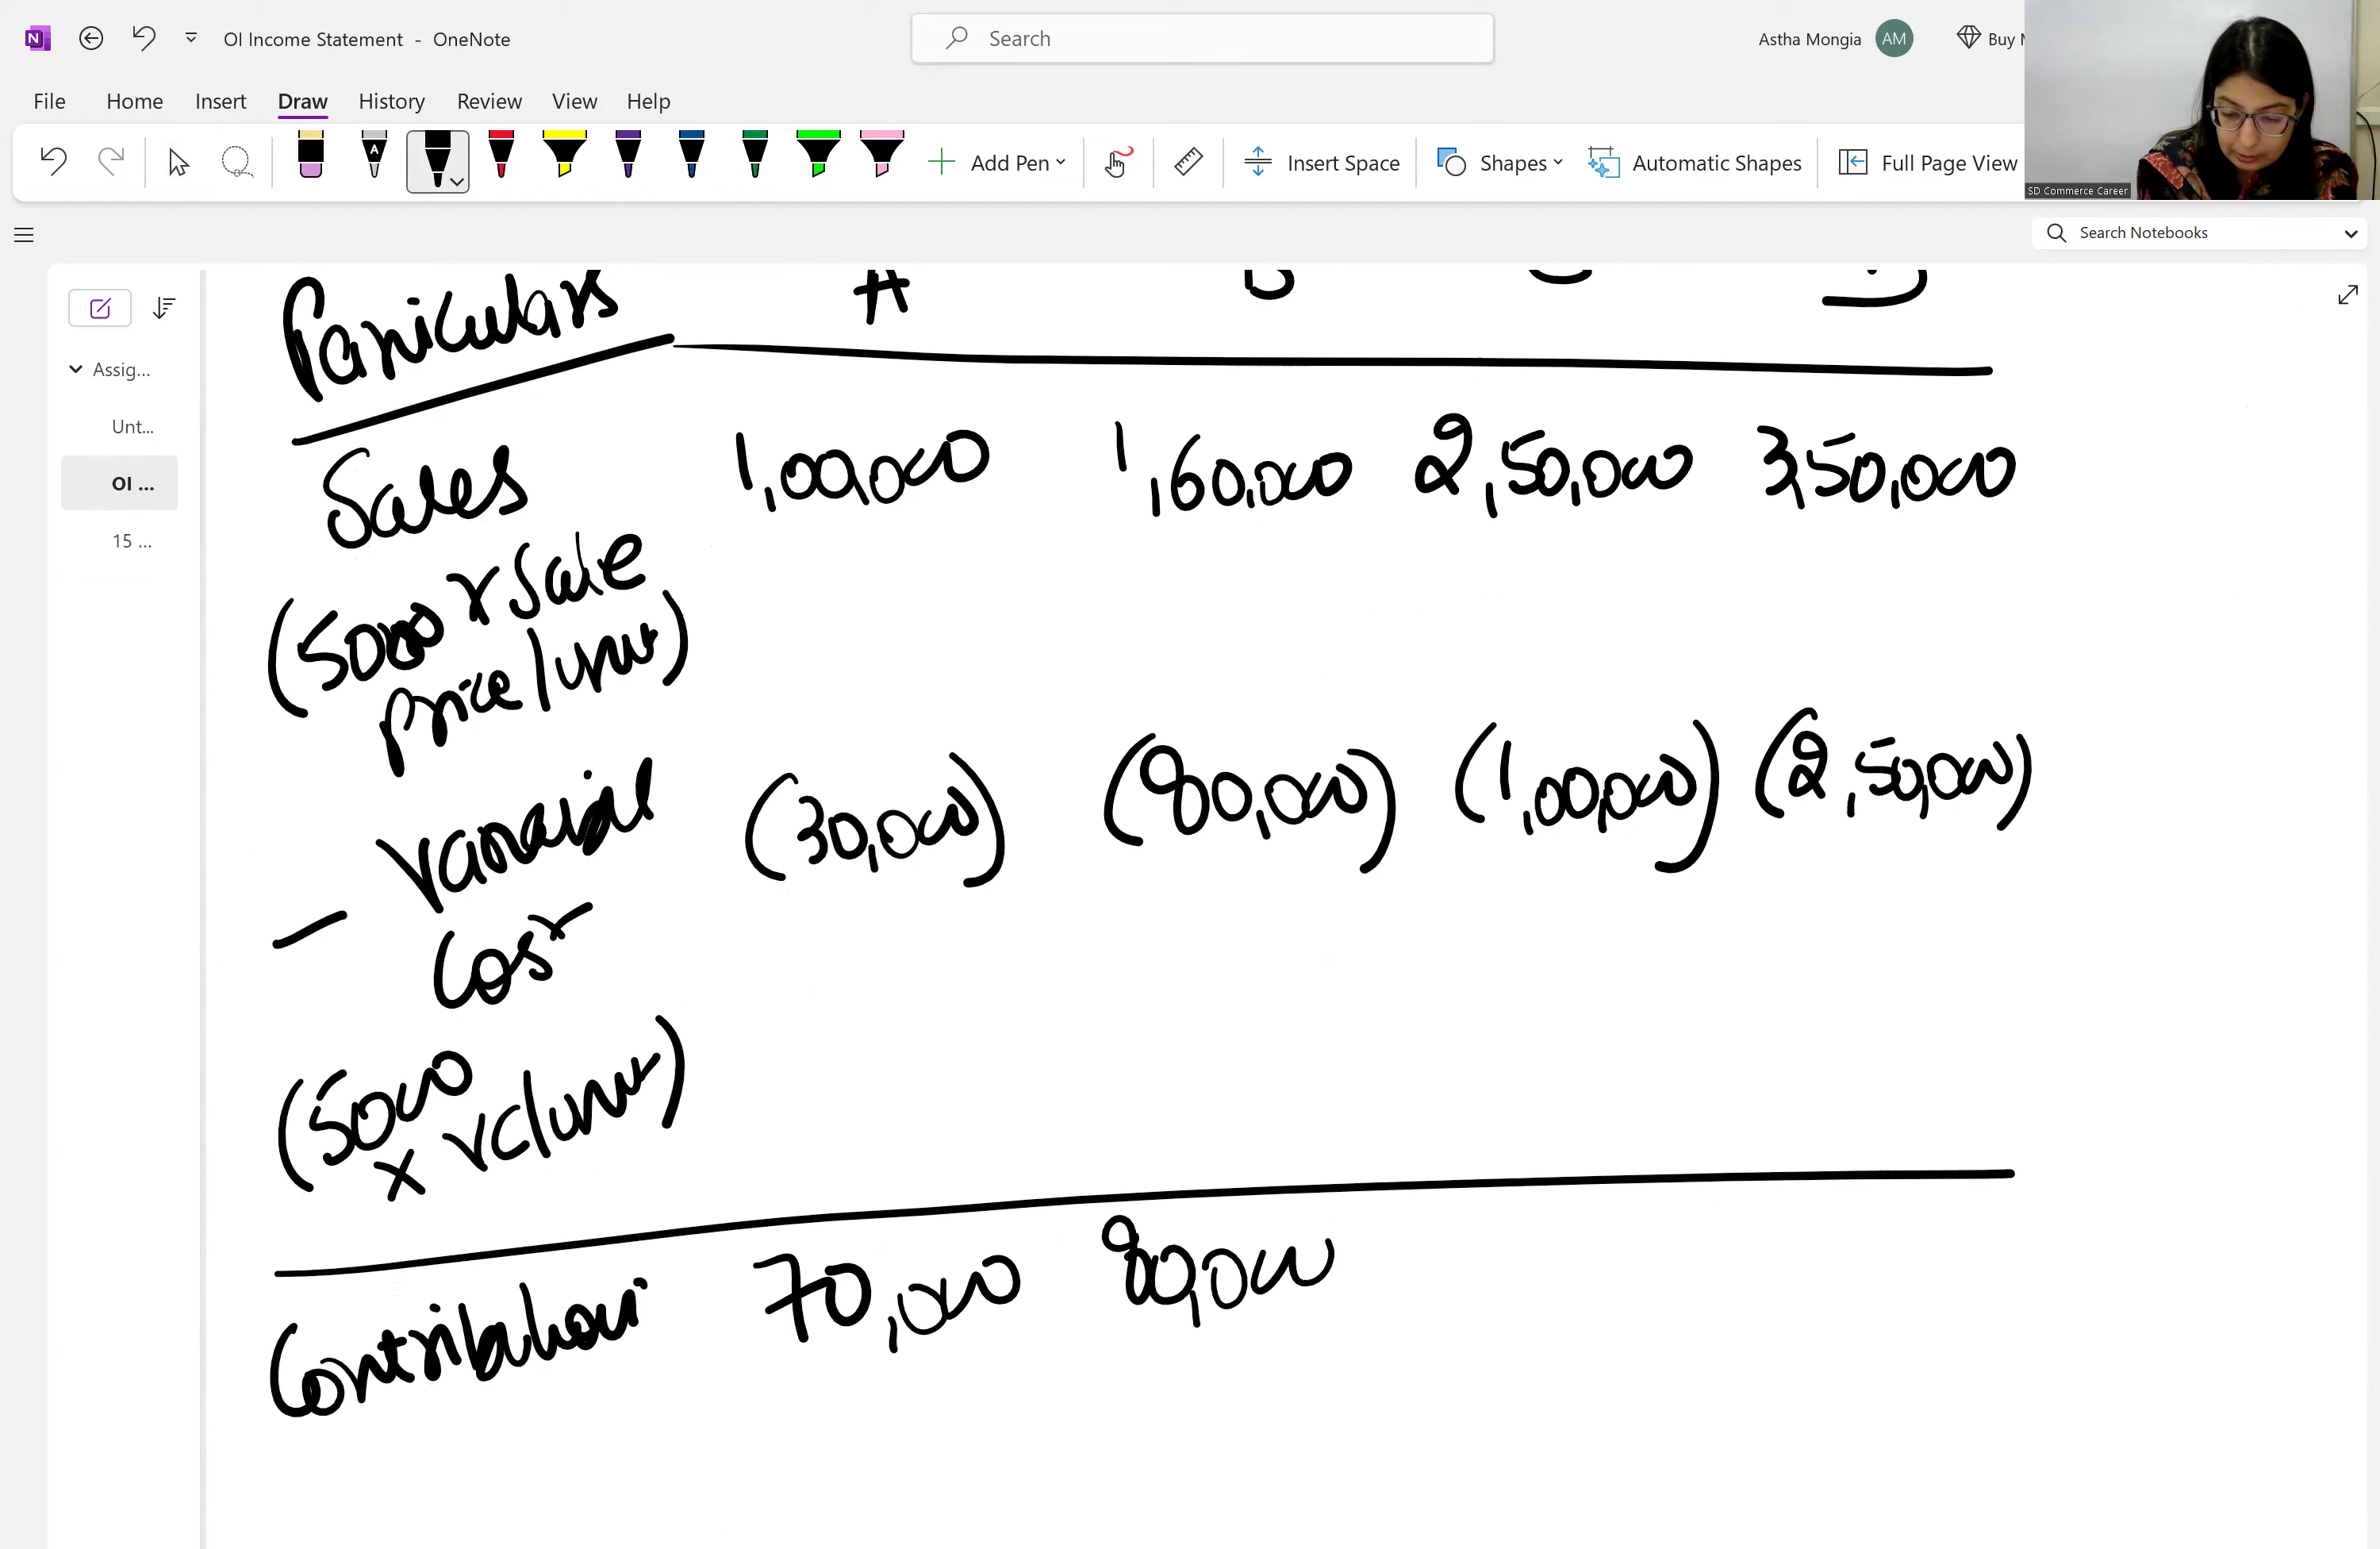 OI Income Statement - OneNote
Search
Astha Mongia AM Buy
File Home Insert Draw History Review View Help
Add Pen Insert Space Shapes Automatic Shapes Full Page View
SD Commerce Career
Search Notebooks
Assig...
Unt...
OI ...
15 ...
Particulars A B
Sales 1,00,000 1,60,000 2,50,000 3,50,000
(5000 x Sale
price/unit)
- Variable (30,000) (80,000) (1,00,000) (2,50,000)
Cost
(5000
x VC/unit)
Contribution 70,000 80,000